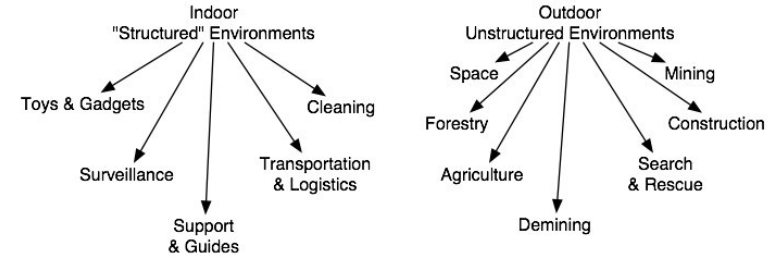 Indoor
"Structured" Environments
Toys & Gadgets
Surveillance
Support
& Guides
Transportation
& Logistics
Cleaning
Outdoor
Unstructured Environments
Space
Forestry
Agriculture
Demining
Search
& Rescue
Construction
Mining